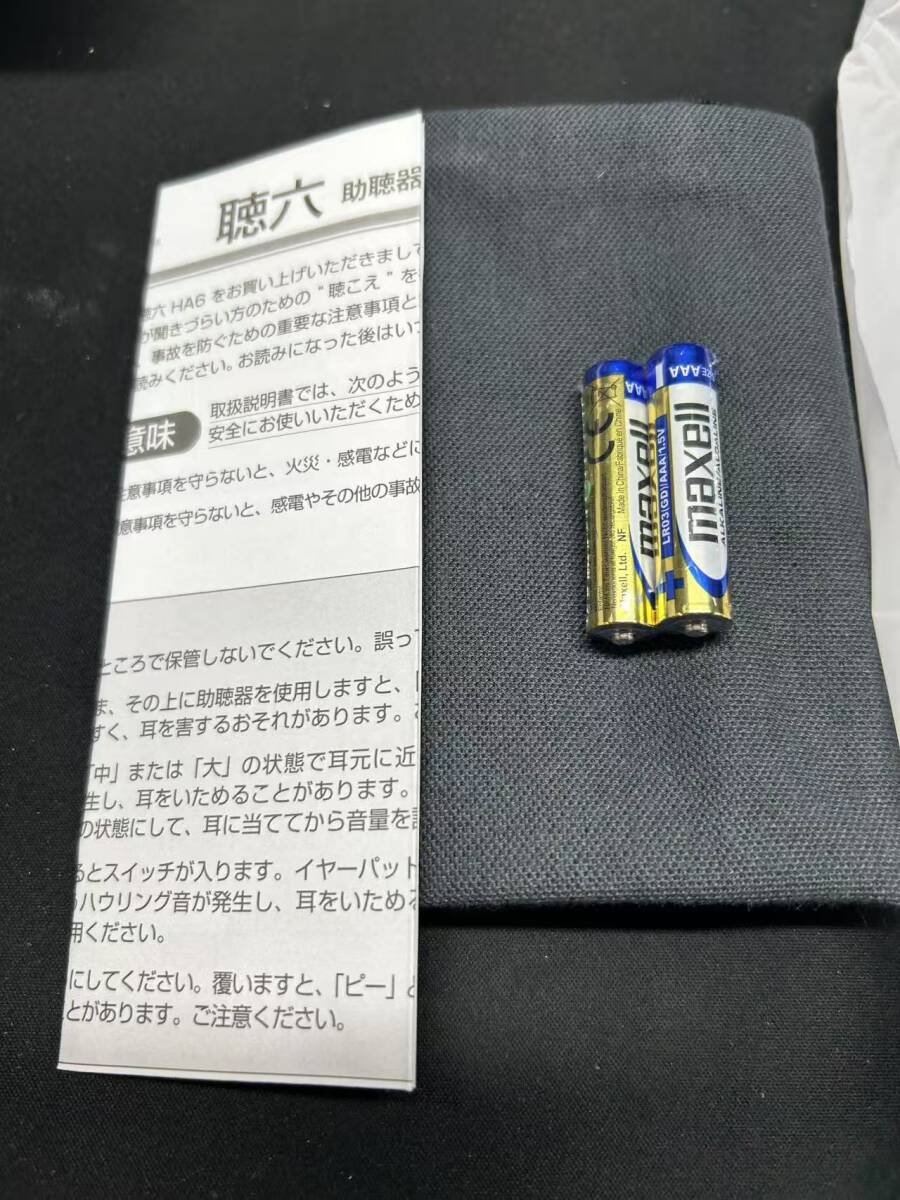 聴六 助聴器
聴六 HA6 をお買い上げいただきまして
が聞きづらい方のための"聴こえ"を
、事故を防ぐための重要な注意事項と
読みください。お読みになった後はいつ
意味
取扱説明書では、次のよう
安全にお使いいただくため
注意事項を守らないと、火災・感電などに
意事項を守らないと、感電やその他の事故
ところで保管しないでください。誤っ
ま、その上に助聴器を使用しますと、
すく、耳を害するおそれがあります。
「中」または「大」の状態で耳元に近
生し、耳をいためることがあります。
の状態にして、耳に当ててから音量を
るとスイッチが入ります。イヤーパット
ハウリング音が発生し、耳をいため
用ください。
にしてください。覆いますと、「ピー」と
とがあります。ご注意ください。
AAA
maxell
Made in China/Fabriqué en Chine
Maxell, Ltd. NF
SIZE AAA
maxell
ALKALINE/ALCALINE
LR03(GD)/AAA/1.5V
+